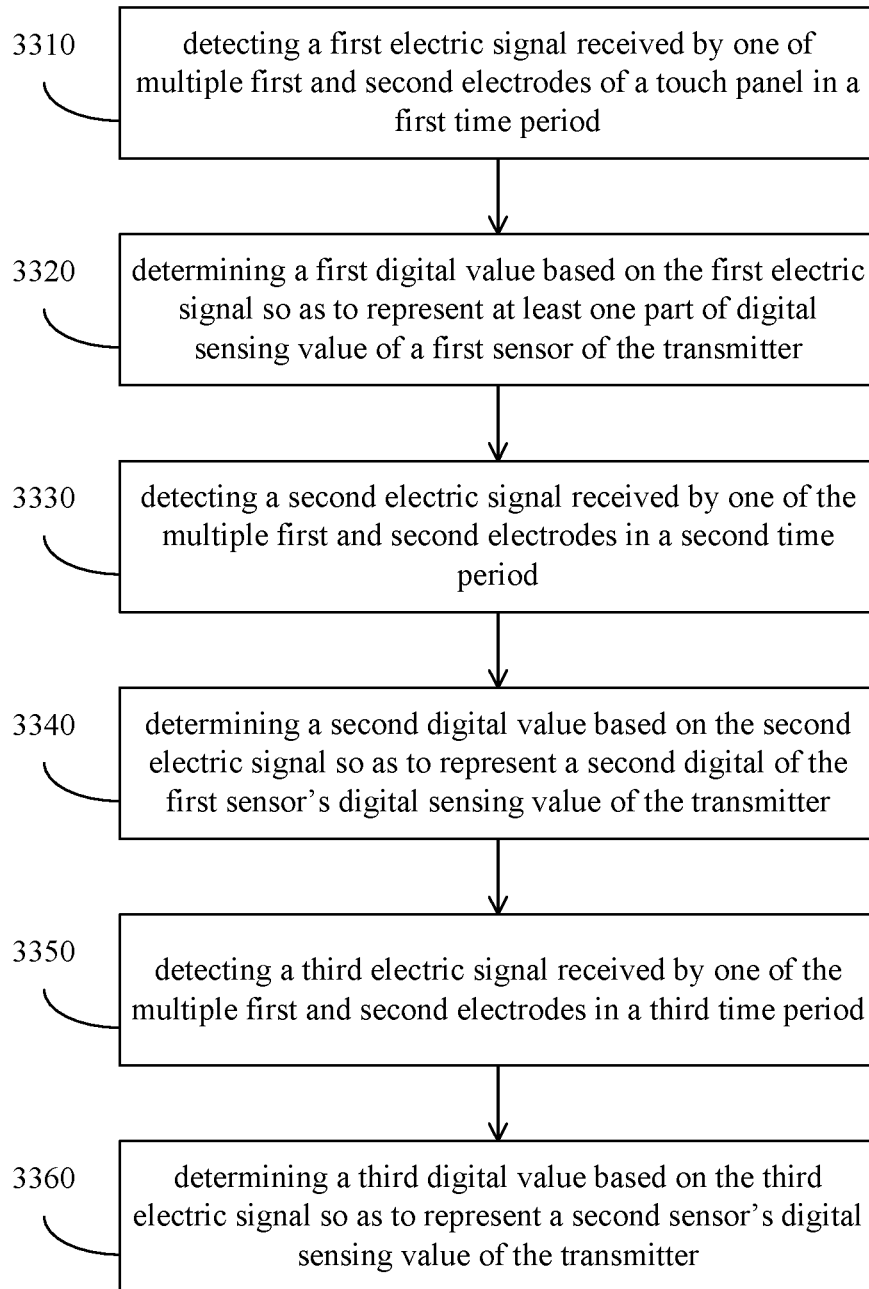 3310
detecting a first electric signal received by one of
multiple first and second electrodes of a touch panel in a
first time period
3320
determining a first digital value based on the first electric
signal so as to represent at least one part of digital
sensing value of a first sensor of the transmitter
3330
detecting a second electric signal received by one of the
multiple first and second electrodes in a second time
period
3340
determining a second digital value based on the second
electric signal so as to represent a second digital of the
first sensor’s digital sensing value of the transmitter
3350
detecting a third electric signal received by one of the
multiple first and second electrodes in a third time period
3360
determining a third digital value based on the third
electric signal so as to represent a second sensor’s digital
sensing value of the transmitter